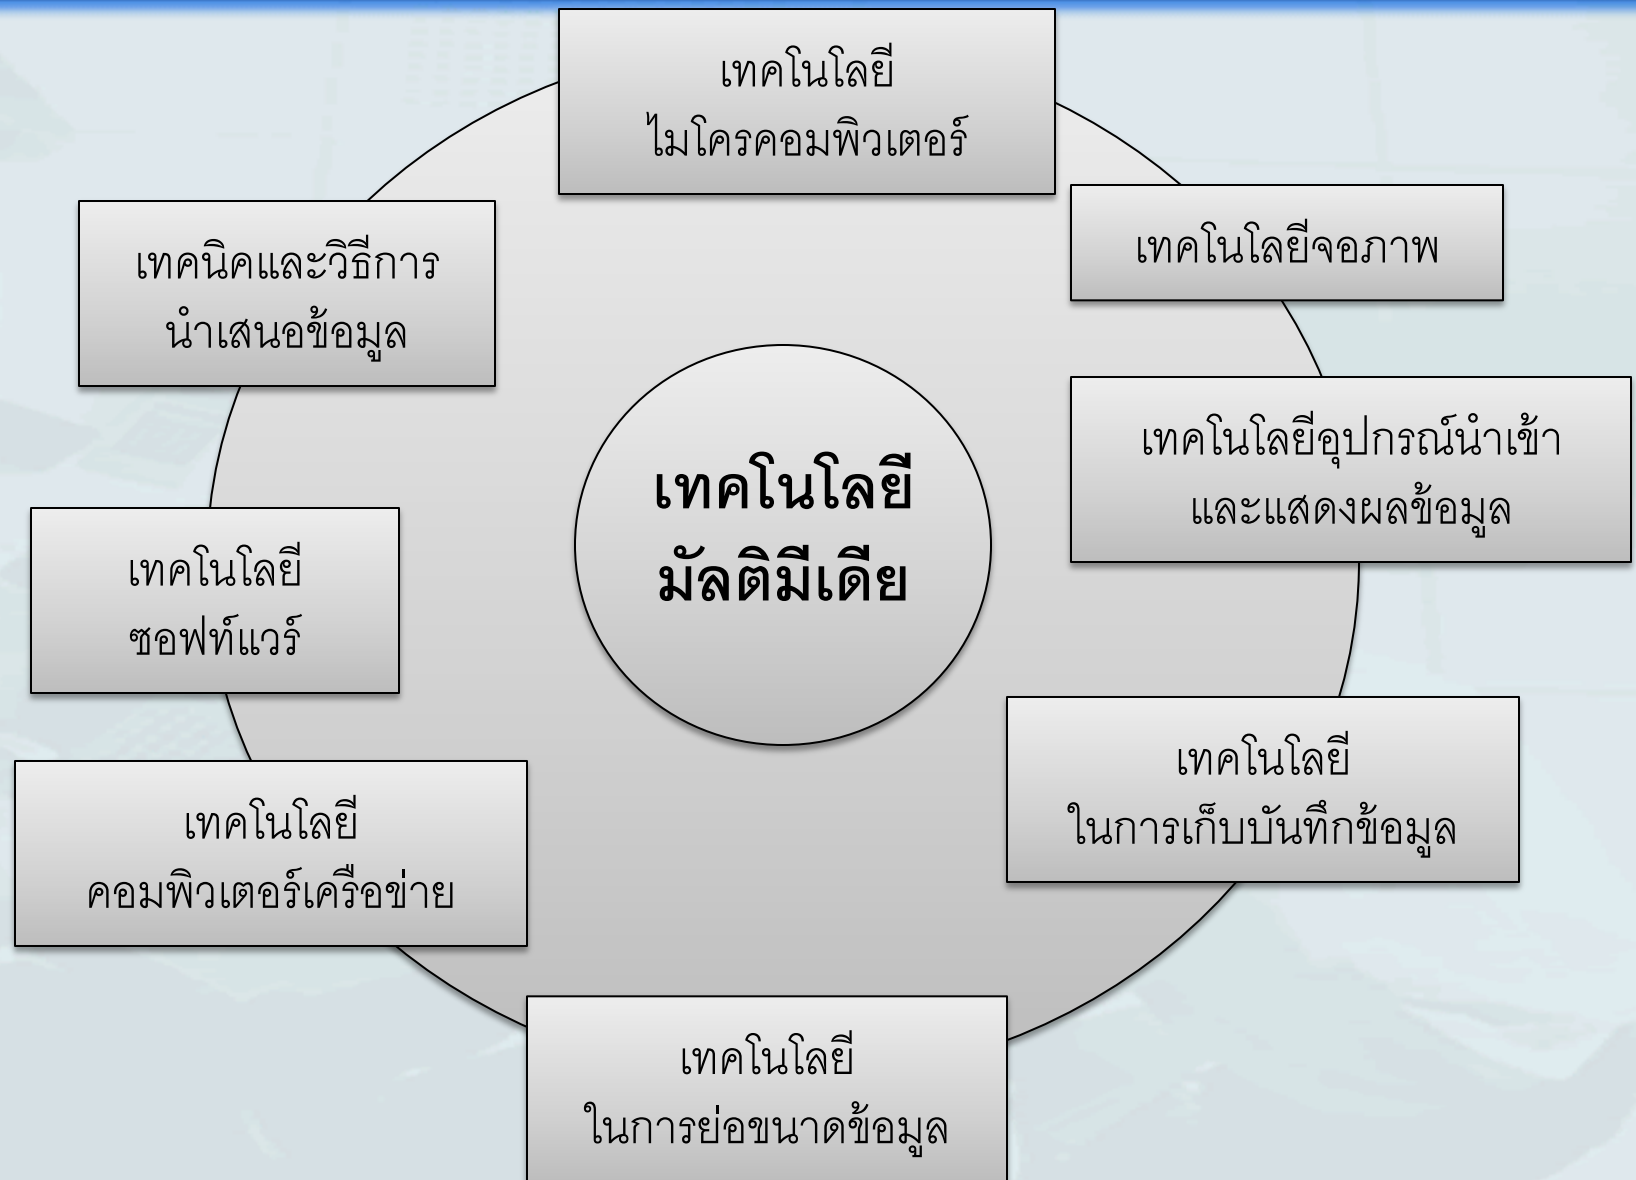 เทคโนโลยี
ไมโครคอมพิวเตอร์
เทคโนโลยีจอภาพ
เทคโนโลยีอุปกรณ์นำเข้า
และแสดงผลข้อมูล
เทคโนโลยี
ในการเก็บบันทึกข้อมูล
เทคโนโลยี
ในการย่อขนาดข้อมูล
เทคโนโลยี
คอมพิวเตอร์เครือข่าย
เทคโนโลยี
ซอฟท์แวร์
เทคนิคและวิธีการ
นำเสนอข้อมูล
เทคโนโลยี
มัลติมีเดีย